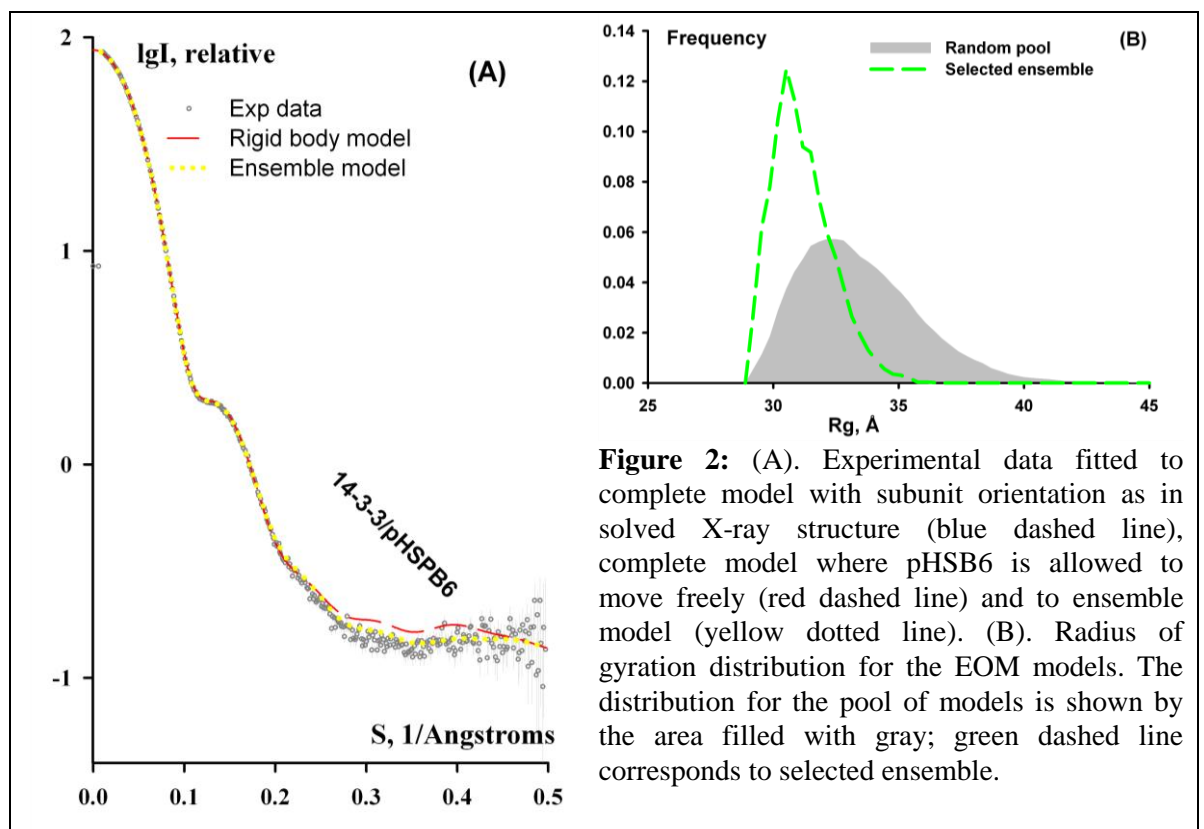 2
lgI, relative
(A)
Exp data
Rigid body model
Ensemble model
1
0
-1
14-3-3/pHSPB6
S, 1/Angstroms
0.0 0.1 0.2 0.3 0.4 0.5
0.14
Frequency
(B)
Random pool
Selected ensemble
0.12
0.10
0.08
0.06
0.04
0.02
0.00
25 30 35 40 45
Rg, Å
Figure 2: (A). Experimental data fitted to
complete model with subunit orientation as in
solved X-ray structure (blue dashed line),
complete model where pHSB6 is allowed to
move freely (red dashed line) and to ensemble
model (yellow dotted line). (B). Radius of
gyration distribution for the EOM models. The
distribution for the pool of models is shown by
the area filled with gray; green dashed line
corresponds to selected ensemble.